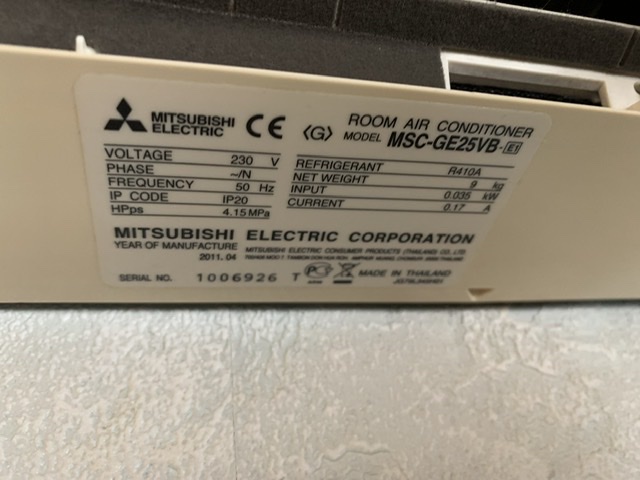 MITSUBISHI ELECTRIC CE ⟨G⟩ ROOM AIR CONDITIONER
MODEL MSC-GE25VB-E1
VOLTAGE 230 V
PHASE ~/N
FREQUENCY 50 Hz
IP CODE IP20
HPps 4.15 MPa
REFRIGERANT R410A
NET WEIGHT 9 kg
INPUT 0.035 kW
CURRENT 0.17 A
MITSUBISHI ELECTRIC CORPORATION
YEAR OF MANUFACTURE 2011.04
MITSUBISHI ELECTRIC CONSUMER PRODUCTS (THAILAND) CO., LTD.
SERIAL NO. 1006926 T
MADE IN THAILAND